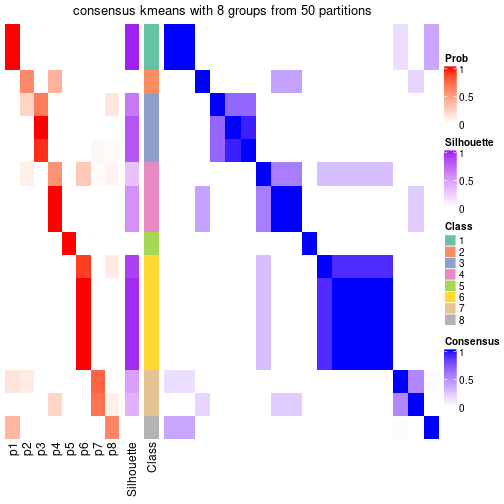 consensus kmeans with 8 groups from 50 partitions
Prob
1
0.5
0
Silhouette
1
0.5
0
Class
1
2
3
4
5
6
7
8
Consensus
1
0.5
0
p1
p2
p3
p4
p5
p6
p7
p8
Silhouette
Class